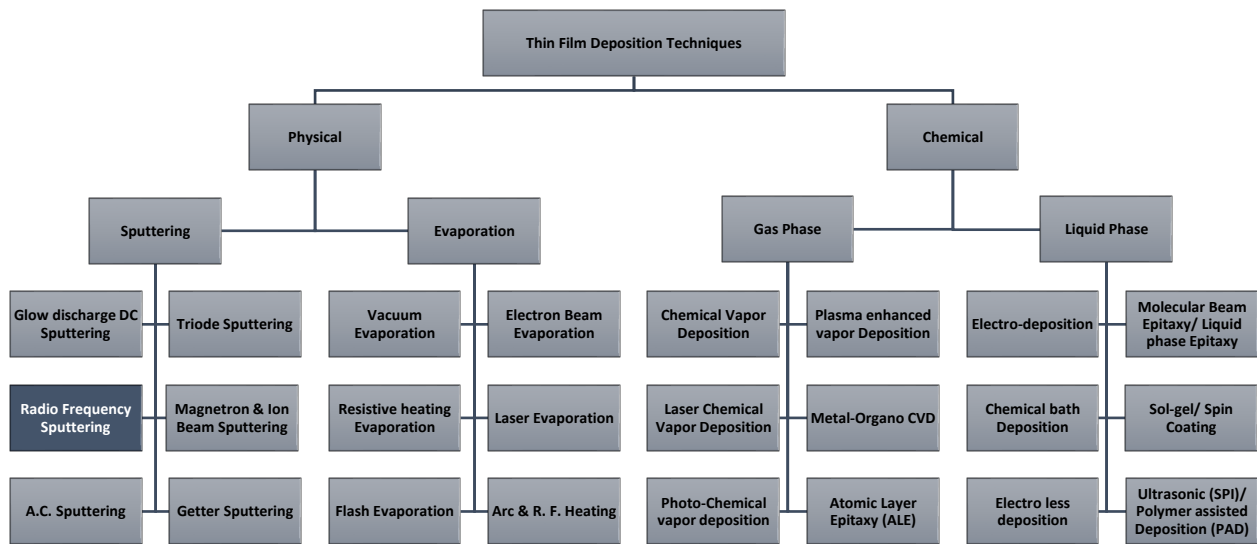 Thin Film Deposition Techniques
Physical
Chemical
Sputtering
Evaporation
Gas Phase
Liquid Phase
Glow discharge DC
Sputtering
Triode Sputtering
Vacuum
Evaporation
Electron Beam
Evaporation
Chemical Vapor
Deposition
Plasma enhanced
vapor Deposition
Electro-deposition
Molecular Beam
Epitaxy/ Liquid
phase Epitaxy
Radio Frequency
Sputtering
Magnetron & Ion
Beam Sputtering
Resistive heating
Evaporation
Laser Evaporation
Laser Chemical
Vapor Deposition
Metal-Organo CVD
Chemical bath
Deposition
Sol-gel/ Spin
Coating
A.C. Sputtering
Getter Sputtering
Flash Evaporation
Arc & R. F. Heating
Photo-Chemical
vapor deposition
Atomic Layer
Epitaxy (ALE)
Electro less
deposition
Ultrasonic (SPI)/
Polymer assisted
Deposition (PAD)